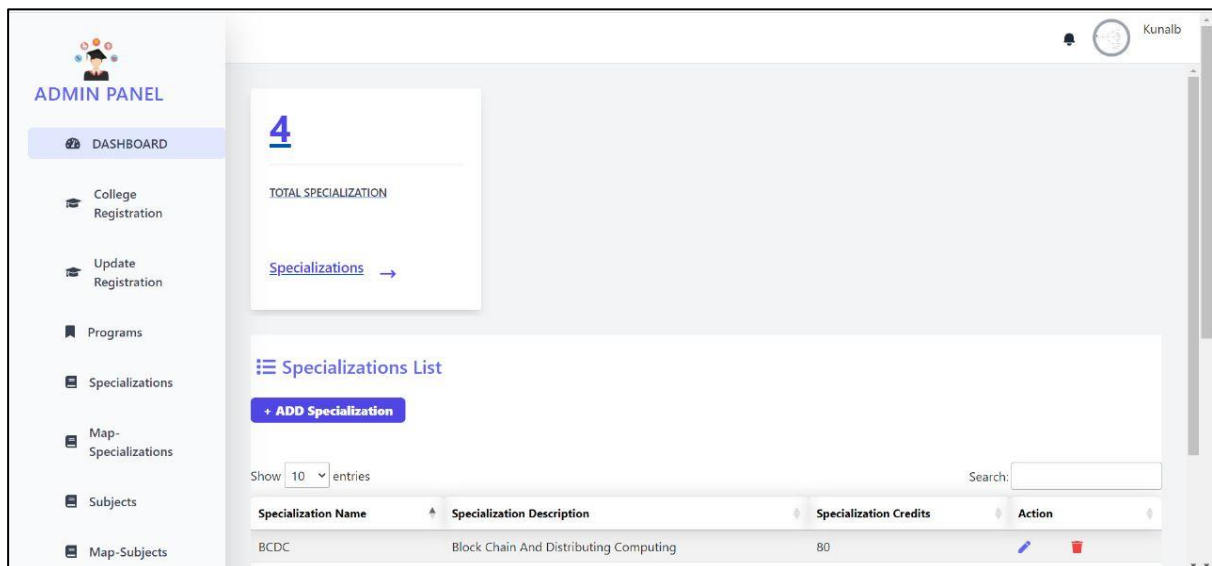 Kunalb
ADMIN PANEL
DASHBOARD
College
Registration
Update
Registration
Programs
Specializations
Map-
Specializations
Subjects
Map-Subjects
4
TOTAL SPECIALIZATION
Specializations →
Specializations List
+ ADD Specialization
Show 10 entries
Search:
Specialization Name Specialization Description Specialization Credits Action
BCDC Block Chain And Distributing Computing 80